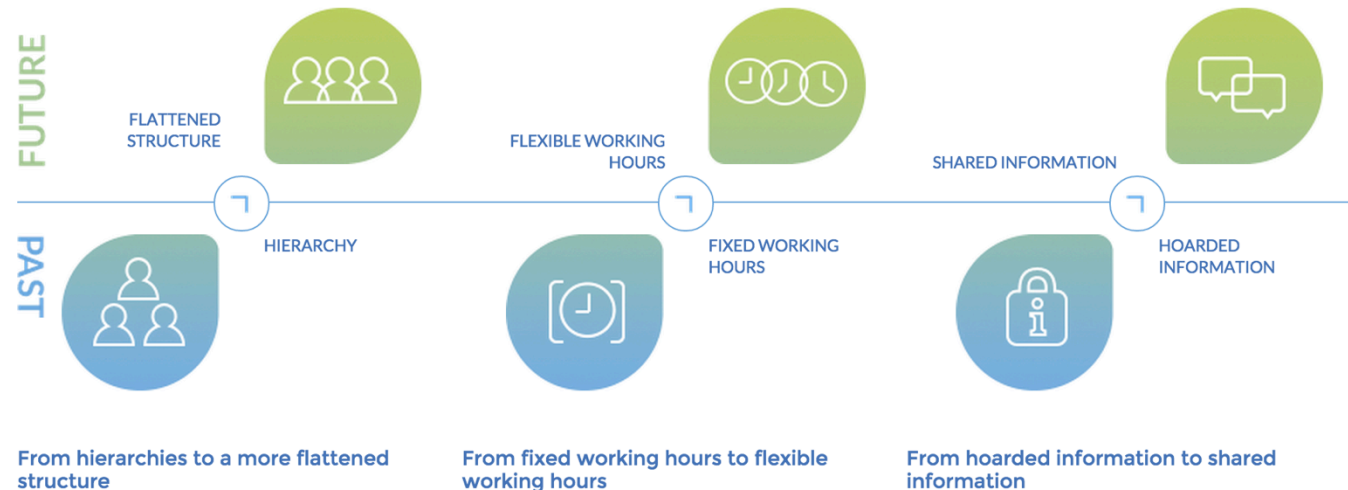 FUTURE
FLATTENED
STRUCTURE
FLEXIBLE WORKING
HOURS
SHARED INFORMATION
PAST
HIERARCHY
FIXED WORKING
HOURS
HOARDED
INFORMATION
i
From hierarchies to a more flattened
structure
From fixed working hours to flexible
working hours
From hoarded information to shared
information